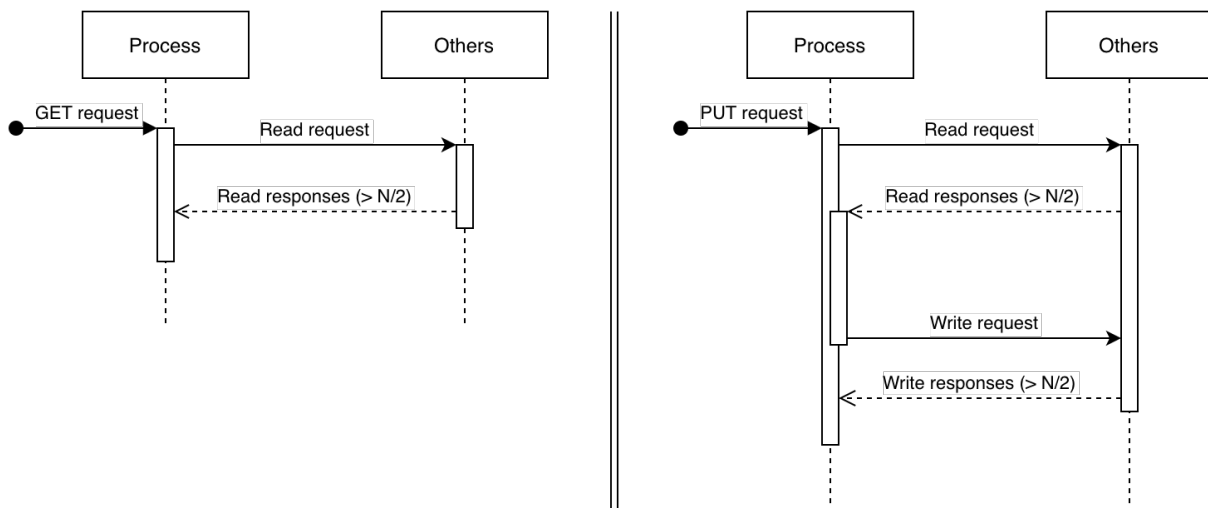 Process
Others
GET request
Read request
Read responses (> N/2)
Process
Others
PUT request
Read request
Read responses (> N/2)
Write request
Write responses (> N/2)